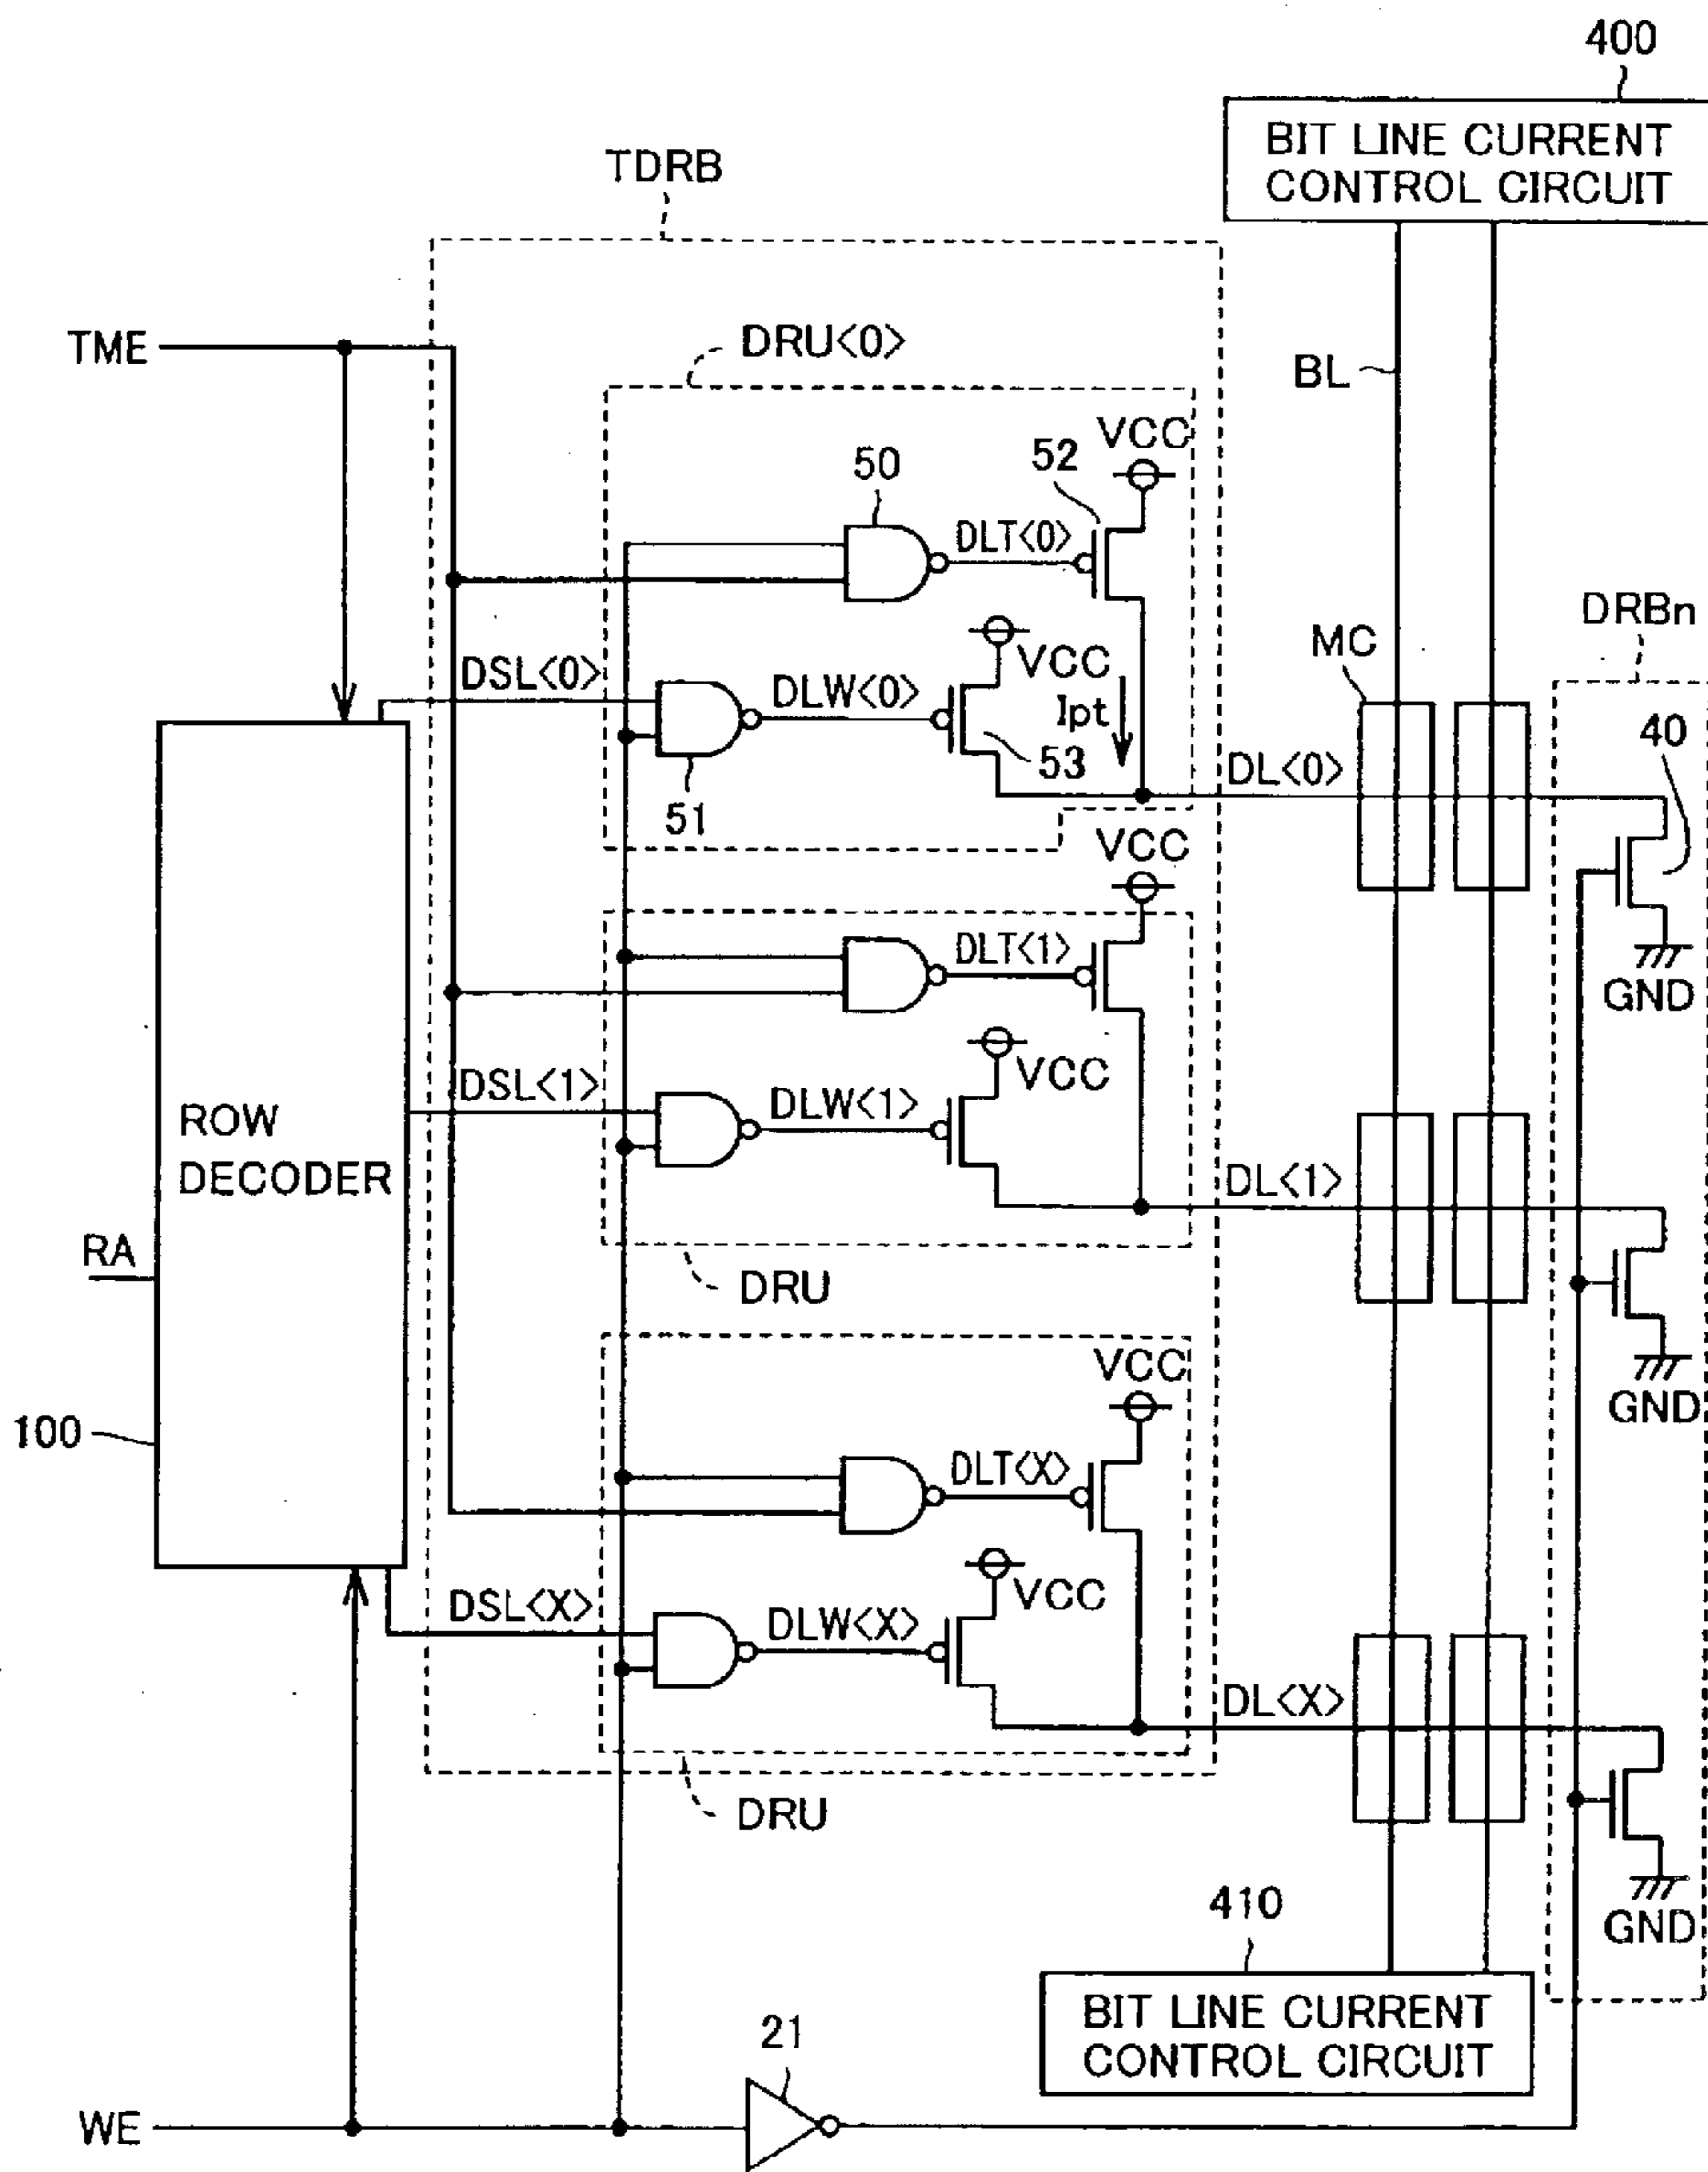 400
BIT LINE CURRENT
CONTROL CIRCUIT
TDRB
TME
DRU<0>
BL
VCC
50
52
DLT<0>
DRBn
MC
VCC
DSL<0>
DLW<0>
Ipt
40
53
DL<0>
51
VCC
DLT<1>
GND
VCC
DSL<1>
DLW<1>
ROW
DECODER
DL<1>
RA
DRU
VCC
GND
100
DLT<X>
VCC
DSL<X>
DLW<X>
DL<X>
DRU
410
GND
BIT LINE CURRENT
CONTROL CIRCUIT
21
WE